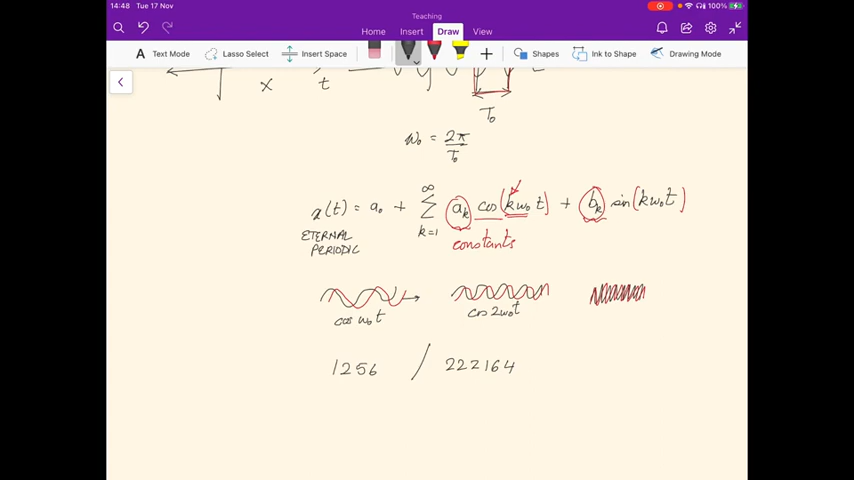 14:48 Tue 17 Nov
100%
Teaching
Home Insert Draw View
Text Mode Lasso Select Insert Space Shapes Ink to Shape Drawing Mode
x t T₀
ω₀ = 2π / T₀
x(t) = a₀ + ∞ Σ k=1 aₖ cos(kω₀t) + bₖ sin(kω₀t)
ETERNAL
PERIODIC
constants
cos ω₀t cos 2ω₀t
1256 / 222164